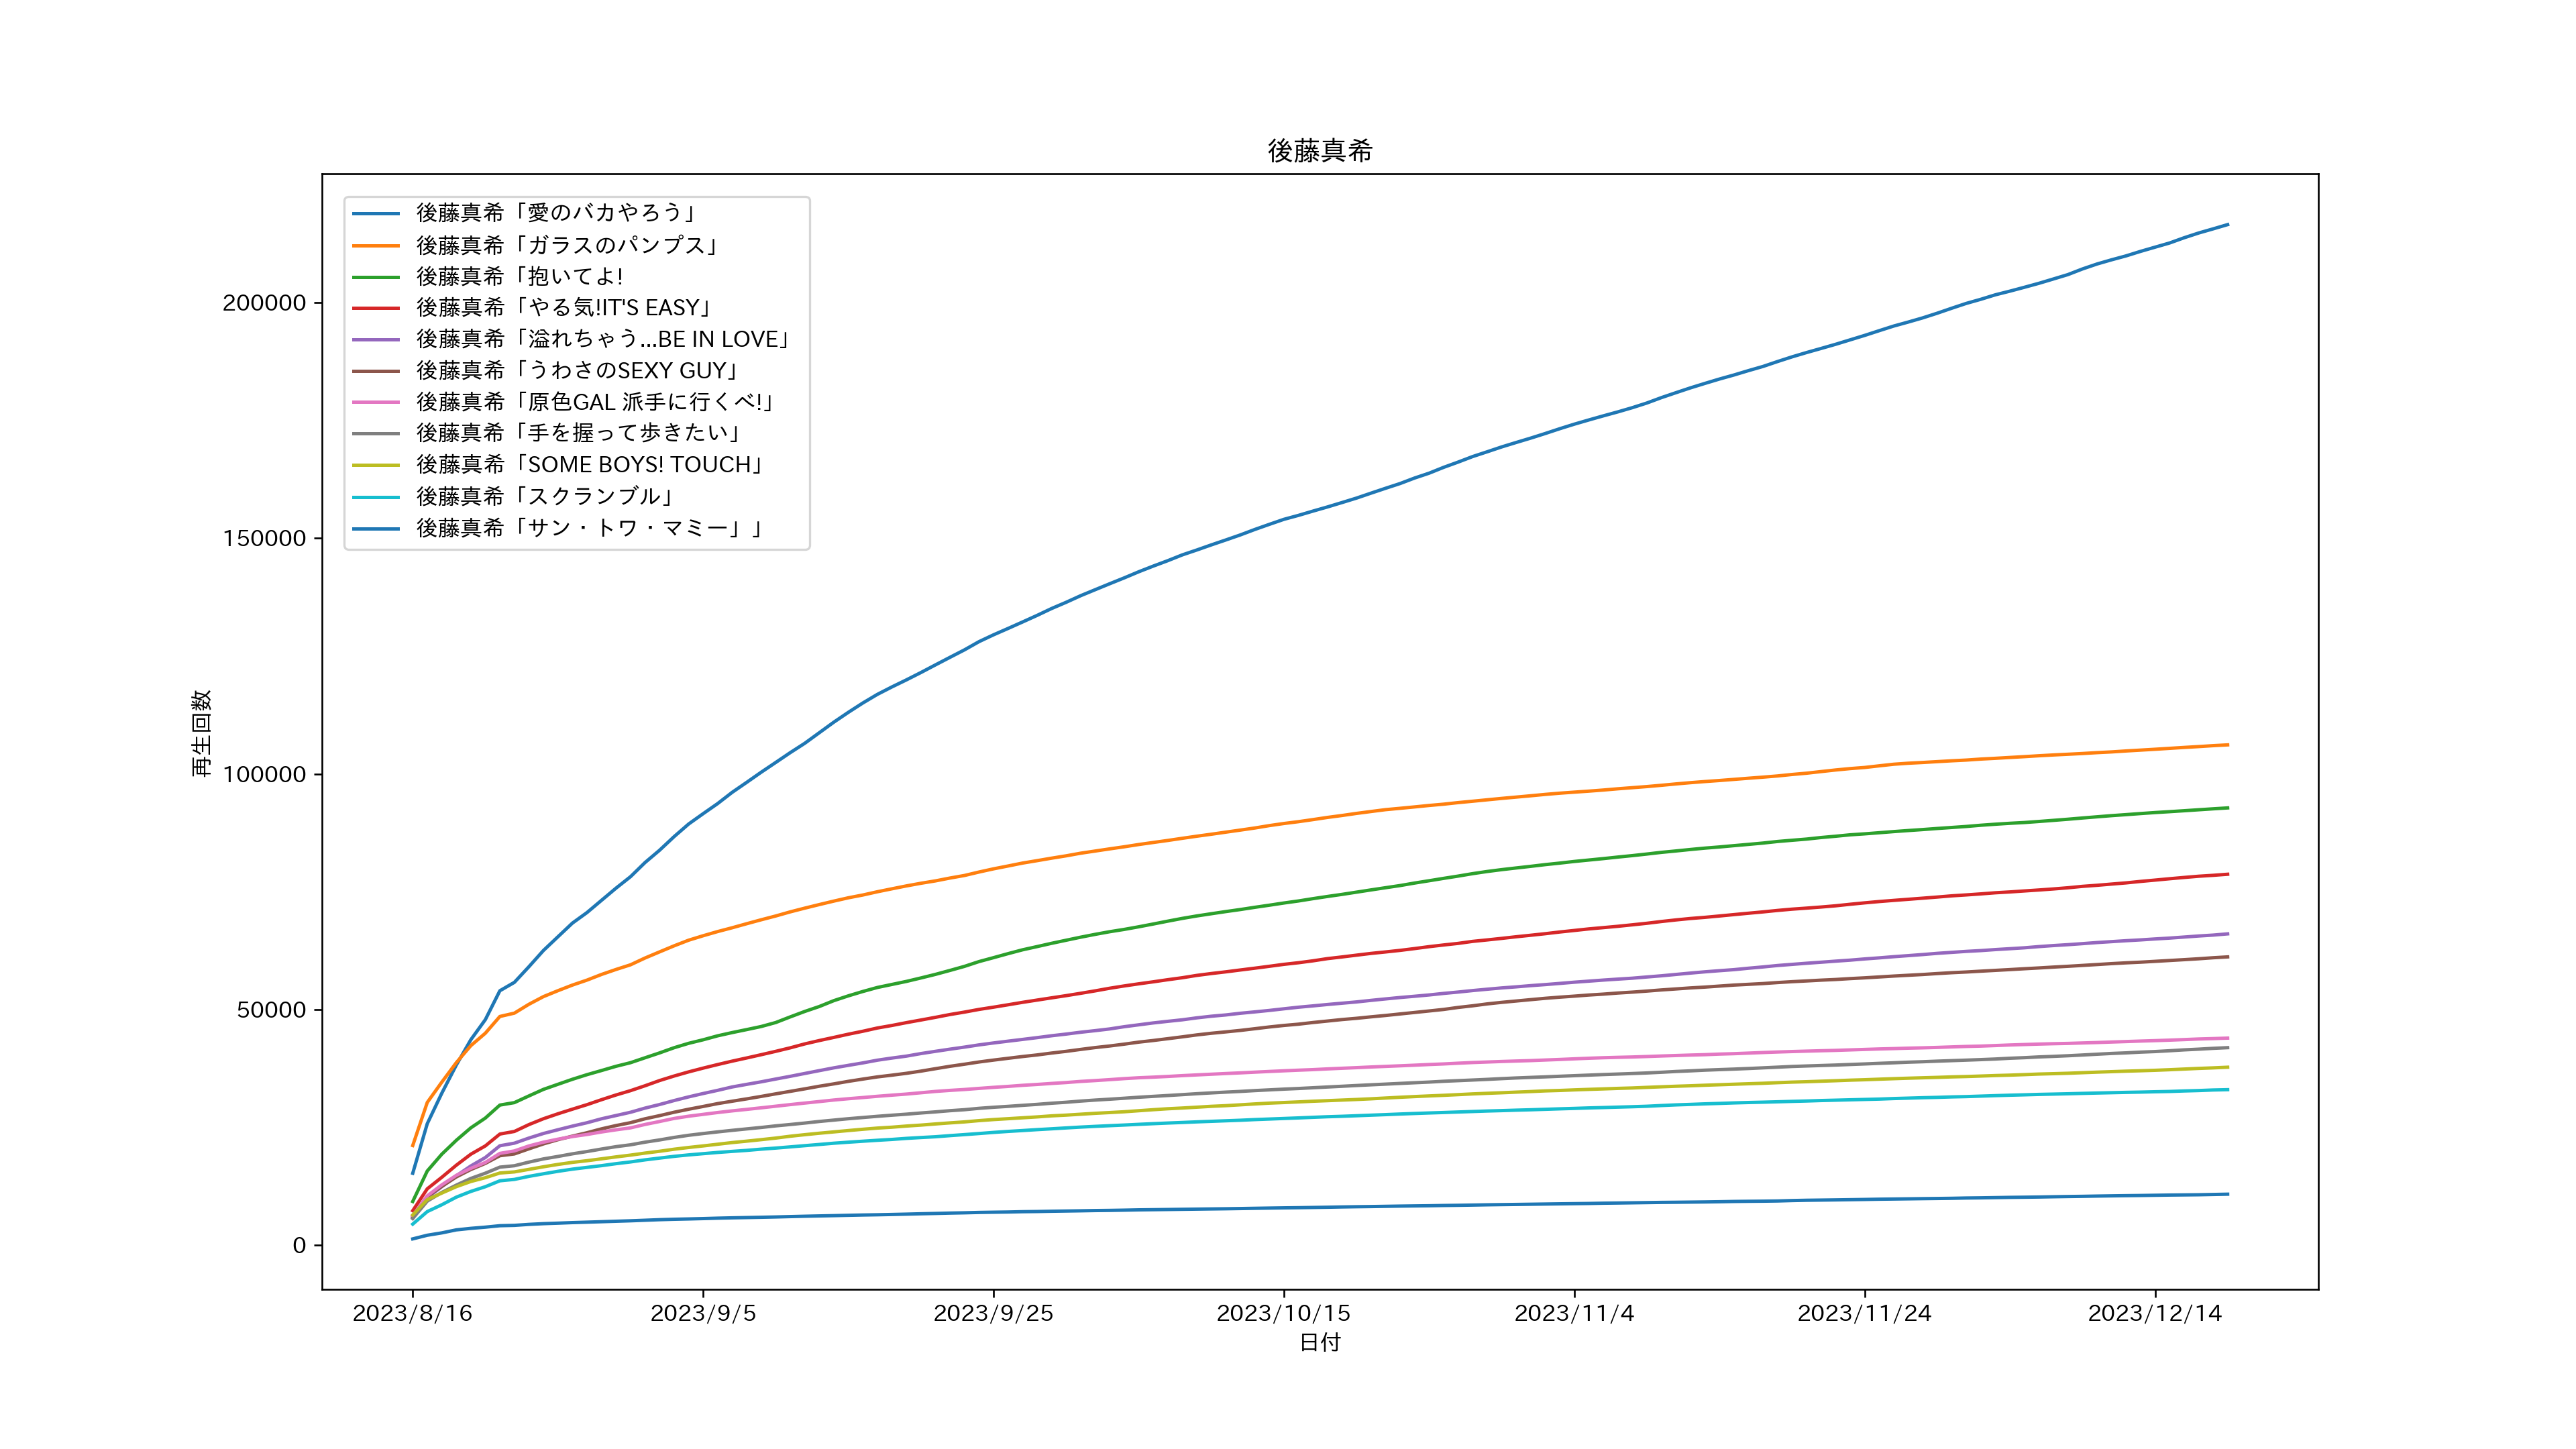 後藤真希
後藤真希「愛のバカやろう」
後藤真希「ガラスのパンプス」
後藤真希「抱いてよ!
後藤真希「やる気!IT'S EASY」
後藤真希「溢れちゃう...BE IN LOVE」
後藤真希「うわさのSEXY GUY」
後藤真希「原色GAL 派手に行くべ!」
後藤真希「手を握って歩きたい」
後藤真希「SOME BOYS! TOUCH」
後藤真希「スクランブル」
後藤真希「サン・トワ・マミー」」
200000
150000
100000
50000
0
再生回数
2023/8/16 2023/9/5 2023/9/25 2023/10/15 2023/11/4 2023/11/24 2023/12/14
日付